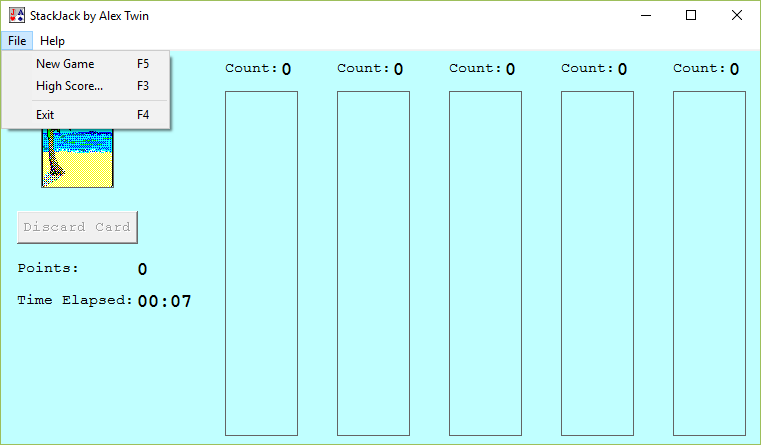 StackJack by Alex Twin
File Help
New Game F5
High Score... F3
Exit F4
Count: 0 Count: 0 Count: 0 Count: 0 Count: 0
Discard Card
Points: 0
Time Elapsed: 00:07